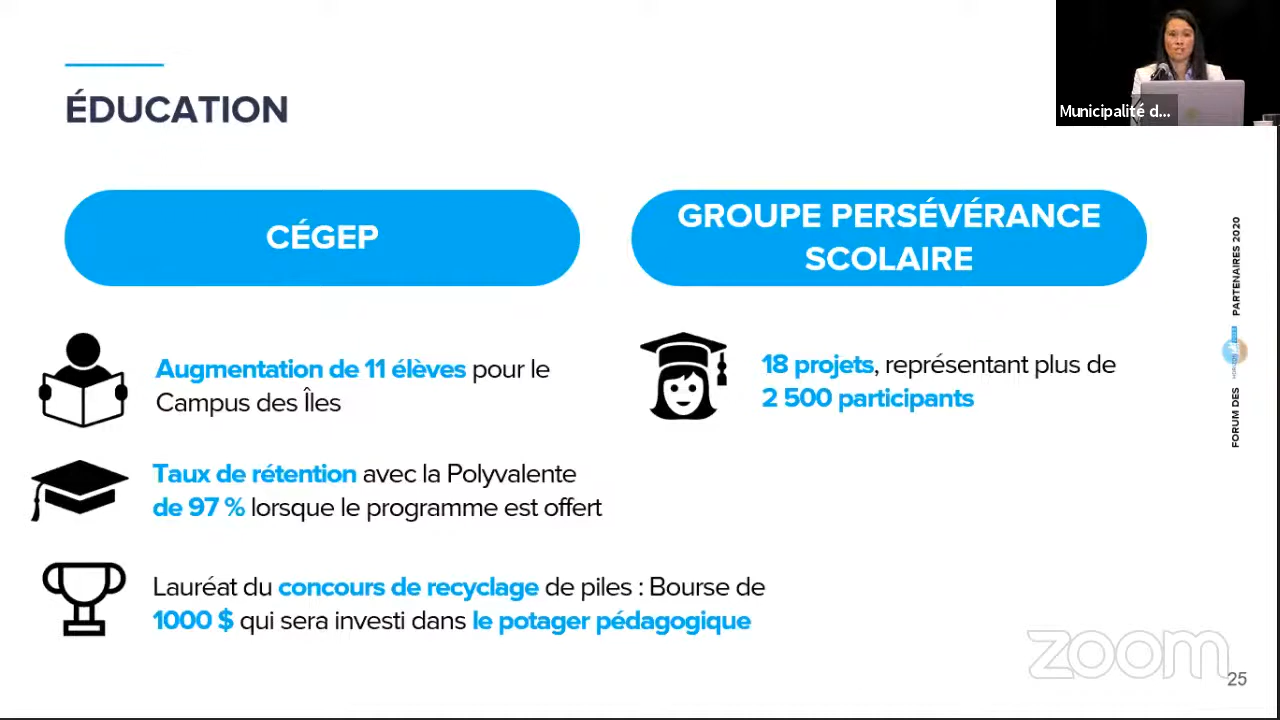 Municipalité d...
ÉDUCATION
CÉGEP
GROUPE PERSÉVÉRANCE
SCOLAIRE
Augmentation de 11 élèves pour le
Campus des Îles
Taux de rétention avec la Polyvalente
de 97 % lorsque le programme est offert
Lauréat du concours de recyclage de piles : Bourse de
1000 $ qui sera investi dans le potager pédagogique
18 projets, représentant plus de
2 500 participants
FORUM DES
PARTENAIRES 2020
zoom
25